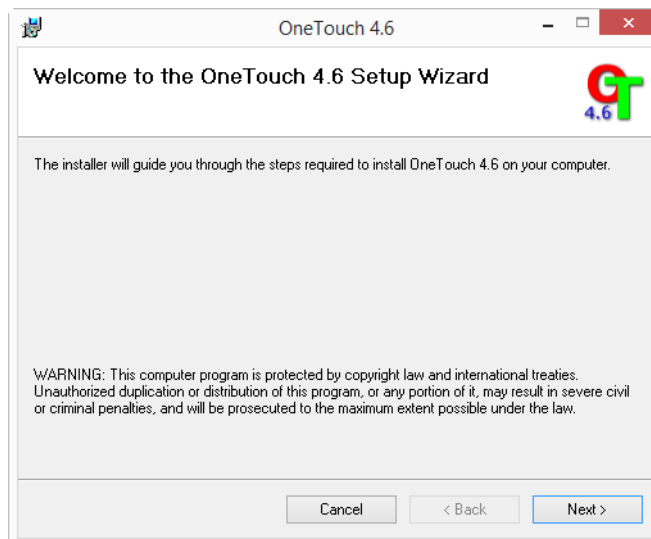 OneTouch 4.6
Welcome to the OneTouch 4.6 Setup Wizard
OT
4.6
The installer will guide you through the steps required to install OneTouch 4.6 on your computer.
WARNING: This computer program is protected by copyright law and international treaties.
Unauthorized duplication or distribution of this program, or any portion of it, may result in severe civil
or criminal penalties, and will be prosecuted to the maximum extent possible under the law.
Cancel
< Back
Next >